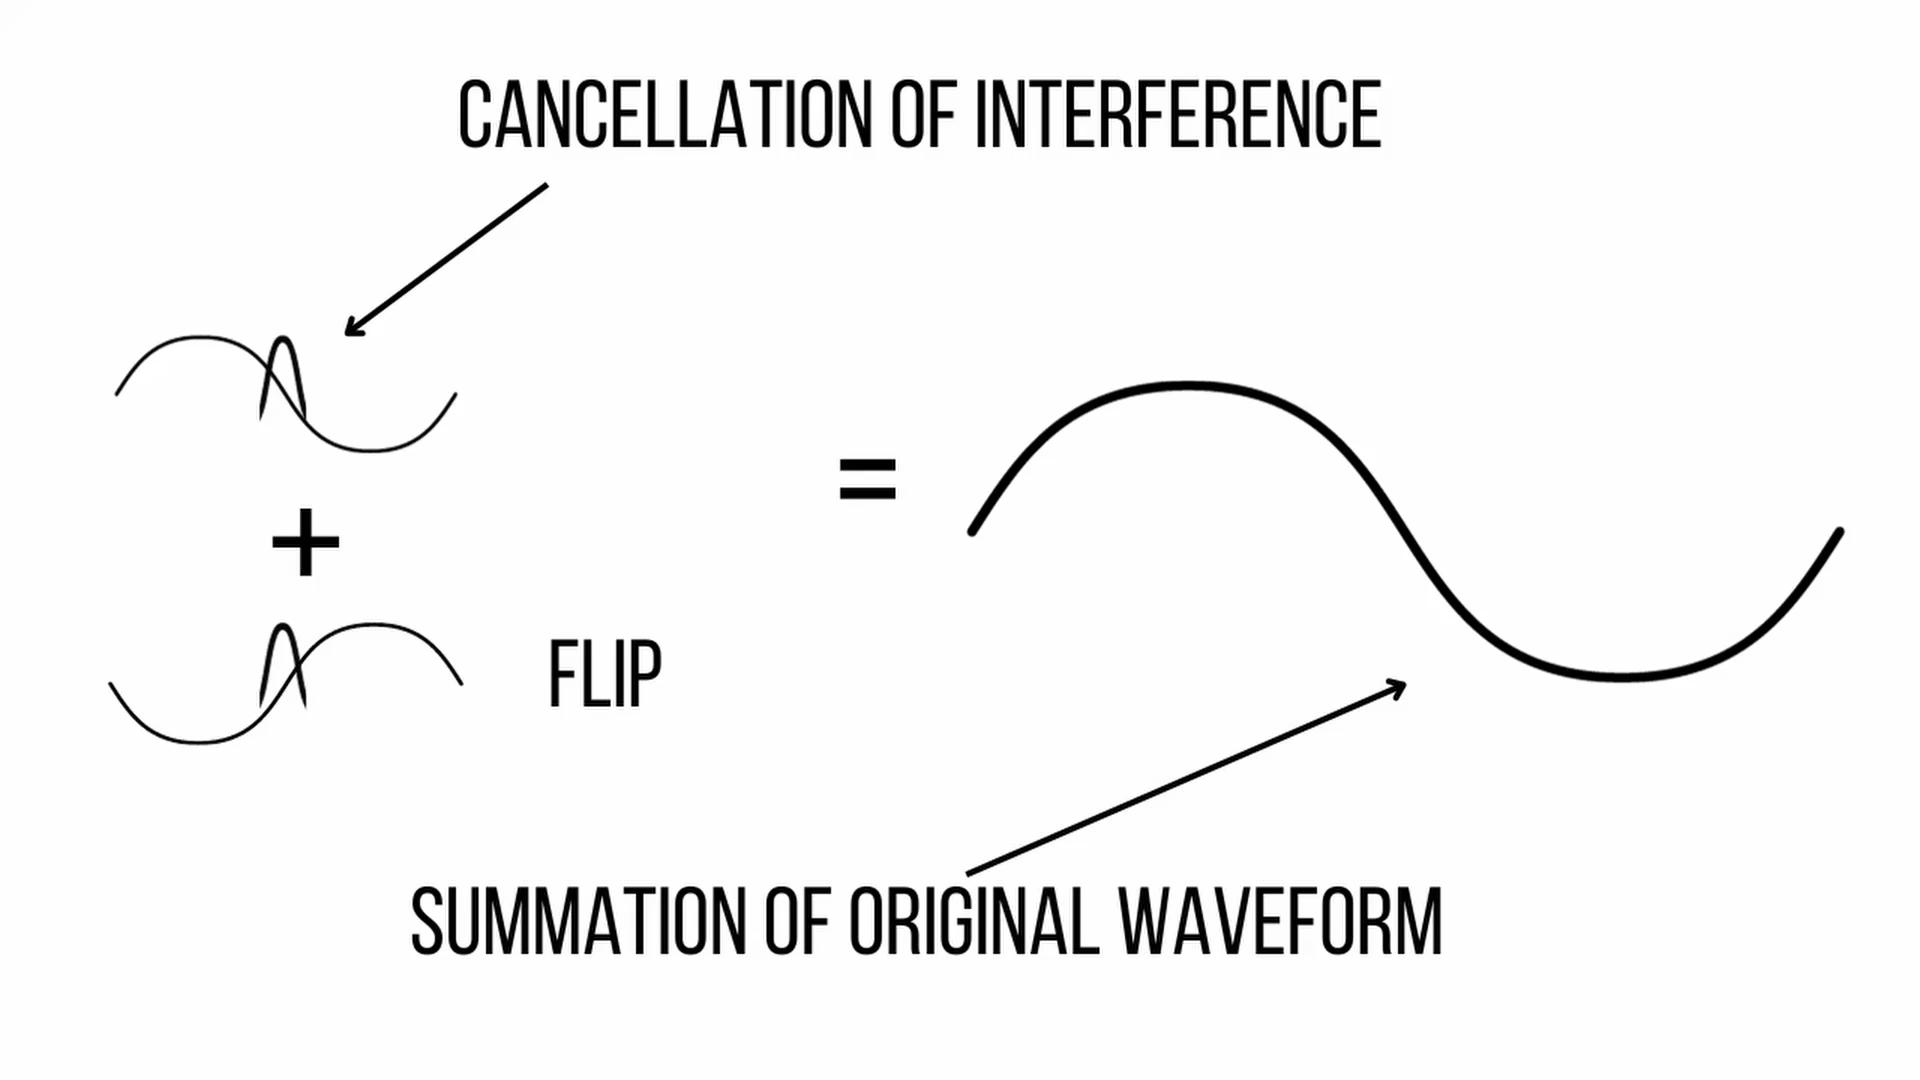 CANCELLATION OF INTERFERENCE
+
=
FLIP
SUMMATION OF ORIGINAL WAVEFORM